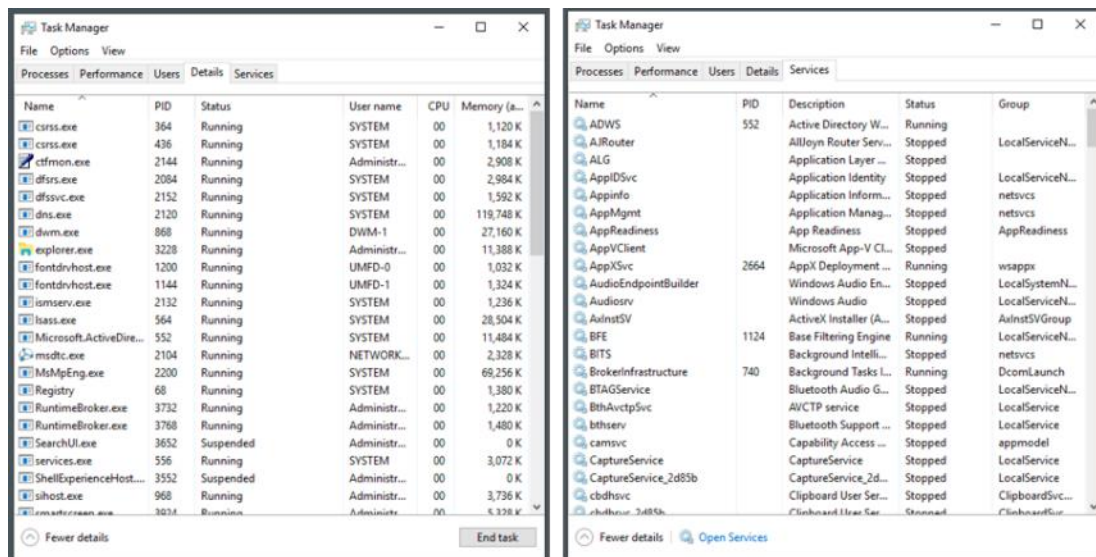 Task Manager
File Options View
Processes Performance Users Details Services
Name PID Status User name CPU Memory (a...
csrss.exe 364 Running SYSTEM 00 1,120 K
csrss.exe 436 Running SYSTEM 00 1,184 K
ctfmon.exe 2144 Running Administr... 00 2,908 K
dfsrs.exe 2084 Running SYSTEM 00 2,984 K
dfssvc.exe 2152 Running SYSTEM 00 1,592 K
dns.exe 2120 Running SYSTEM 00 119,748 K
dwm.exe 868 Running DWM-1 00 27,160 K
explorer.exe 3228 Running Administr... 00 11,388 K
fontdrvhost.exe 1200 Running UMFD-0 00 1,032 K
fontdrvhost.exe 1144 Running UMFD-1 00 1,324 K
ismserv.exe 2132 Running SYSTEM 00 1,236 K
lsass.exe 564 Running SYSTEM 00 28,504 K
Microsoft.ActiveDire... 552 Running SYSTEM 00 11,484 K
msdtc.exe 2104 Running NETWORK... 00 2,328 K
MsMpEng.exe 2200 Running SYSTEM 00 69,256 K
Registry 68 Running SYSTEM 00 1,380 K
RuntimeBroker.exe 3732 Running Administr... 00 1,220 K
RuntimeBroker.exe 3768 Running Administr... 00 1,480 K
SearchUI.exe 3652 Suspended Administr... 00 0 K
services.exe 556 Running SYSTEM 00 3,072 K
ShellExperienceHost.... 3552 Suspended Administr... 00 0 K
sihost.exe 968 Running Administr... 00 3,736 K
smartscreen.exe 3924 Running Administr... 00 5,328 K
Fewer details End task
Task Manager
File Options View
Processes Performance Users Details Services
Name PID Description Status Group
ADWS 552 Active Directory W... Running
AJRouter AllJoyn Router Serv... Stopped LocalServiceN...
ALG Application Layer ... Stopped
AppIDSvc Application Identity Stopped LocalServiceN...
Appinfo Application Inform... Stopped netsvcs
AppMgmt Application Manag... Stopped netsvcs
AppReadiness App Readiness Stopped AppReadiness
AppVClient Microsoft App-V Cl... Stopped
AppXSvc 2664 AppX Deployment ... Running wsappx
AudioEndpointBuilder Windows Audio En... Stopped LocalSystemN...
Audiosrv Windows Audio Stopped LocalServiceN...
AxInstSV ActiveX Installer (A... Stopped AxInstSVGroup
BFE 1124 Base Filtering Engine Running LocalServiceN...
BITS Background Intelli... Stopped netsvcs
BrokerInfrastructure 740 Background Tasks I... Running DcomLaunch
BTAGService Bluetooth Audio G... Stopped LocalServiceN...
BthAvctpSvc AVCTP service Stopped LocalService
bthserv Bluetooth Support ... Stopped LocalService
camsvc Capability Access ... Stopped appmodel
CaptureService CaptureService Stopped LocalService
CaptureService_2d85b CaptureService_2d... Stopped LocalService
cbdhsvc Clipboard User Ser... Stopped ClipboardSvc...
cbdhsvc_2d85b Clipboard User Ser... Stopped ClipboardSvc...
Fewer details Open Services